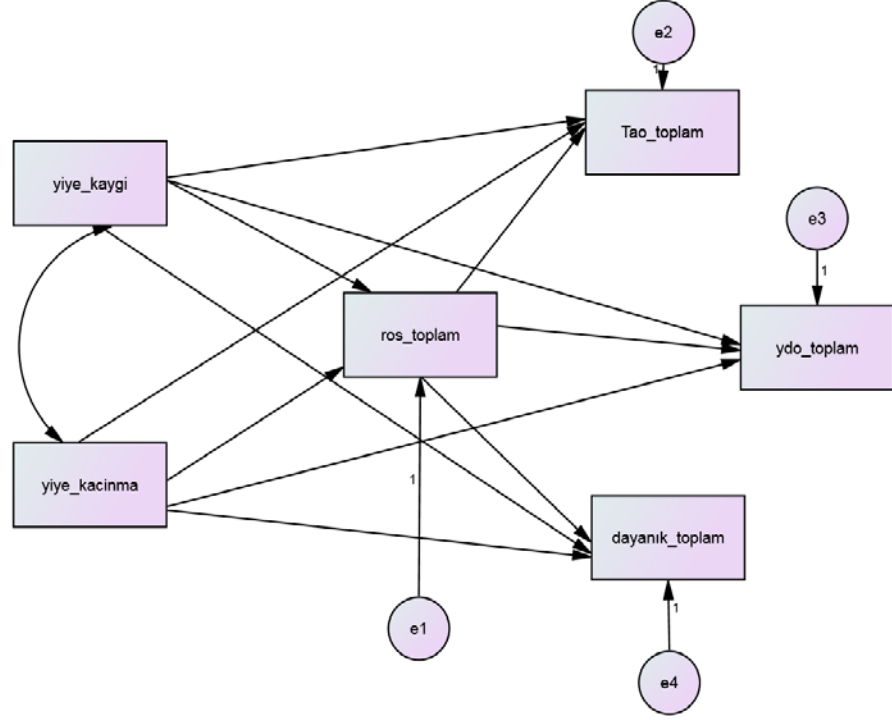 e2
1
Tao_toplam
yiye_kaygi
e3
1
ros_toplam
ydo_toplam
yiye_kacinma
1
dayanık_toplam
1
e1
e4